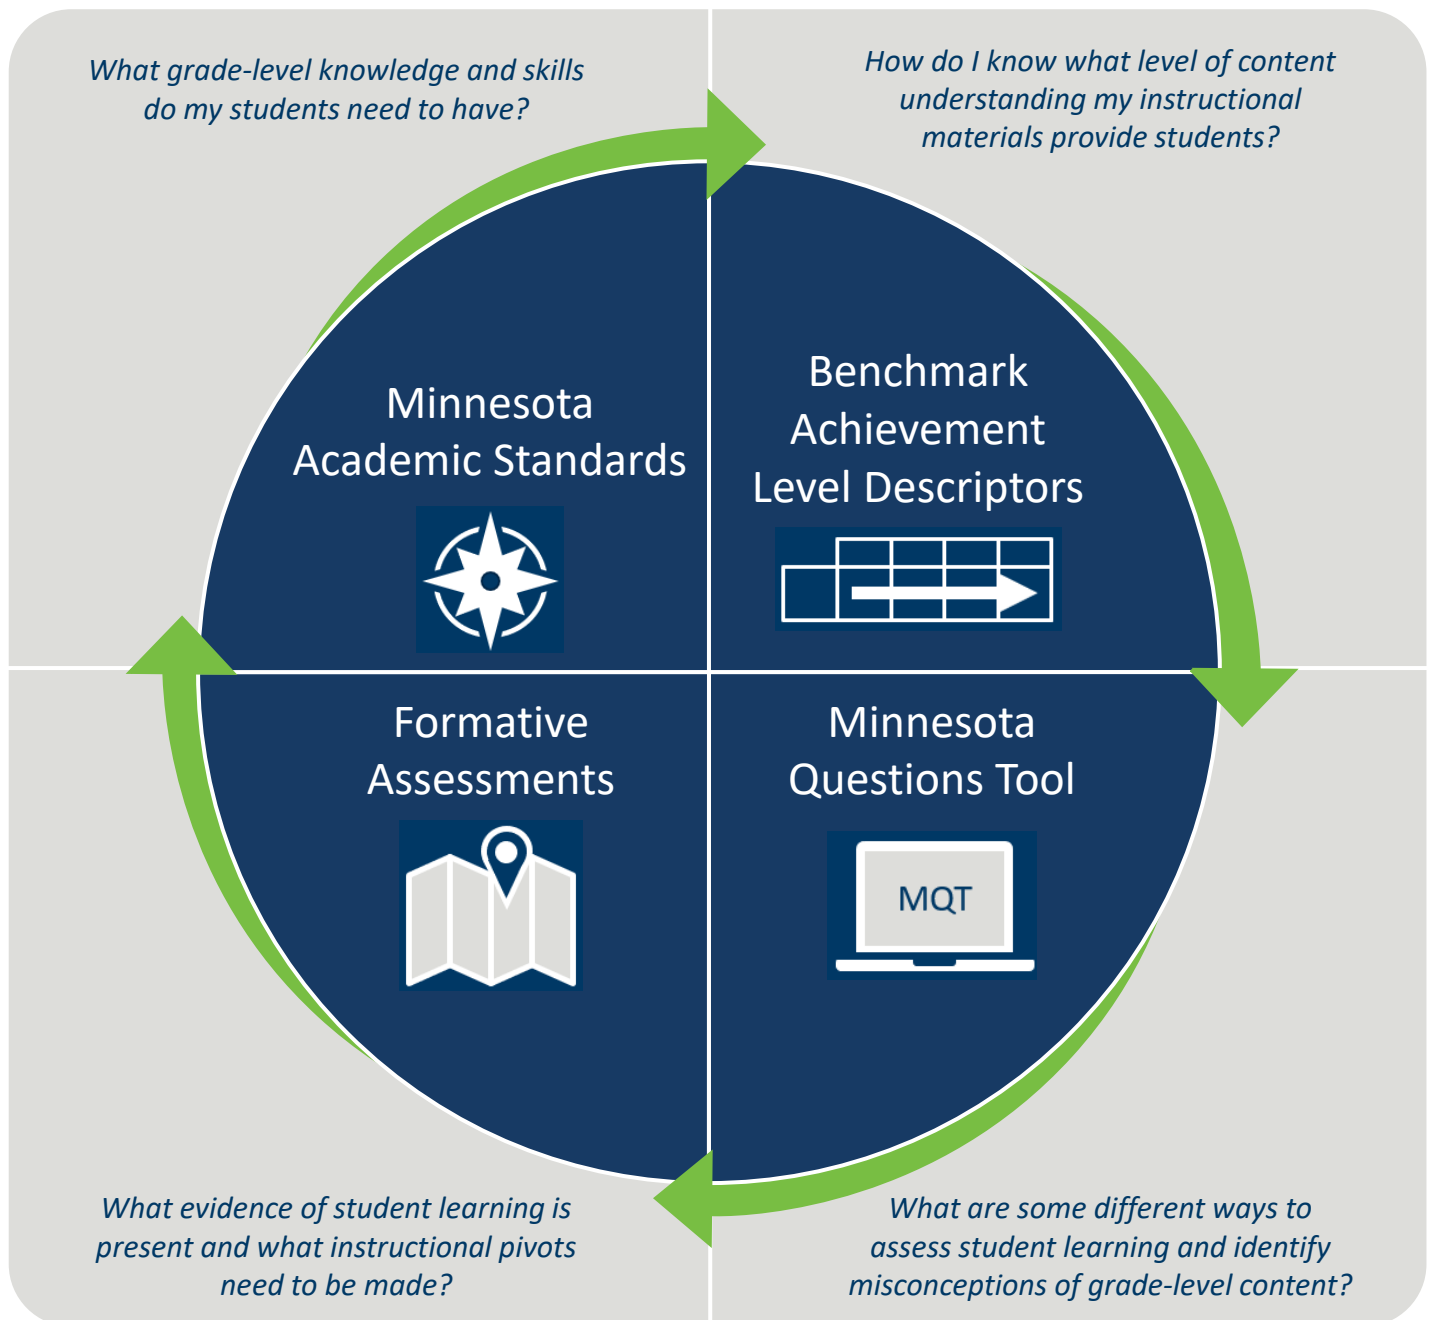 What grade-level knowledge and skills
do my students need to have?
How do I know what level of content
understanding my instructional
materials provide students?
Minnesota
Academic Standards
Benchmark
Achievement
Level Descriptors
Formative
Assessments
Minnesota
Questions Tool
MQT
What evidence of student learning is
present and what instructional pivots
need to be made?
What are some different ways to
assess student learning and identify
misconceptions of grade-level content?